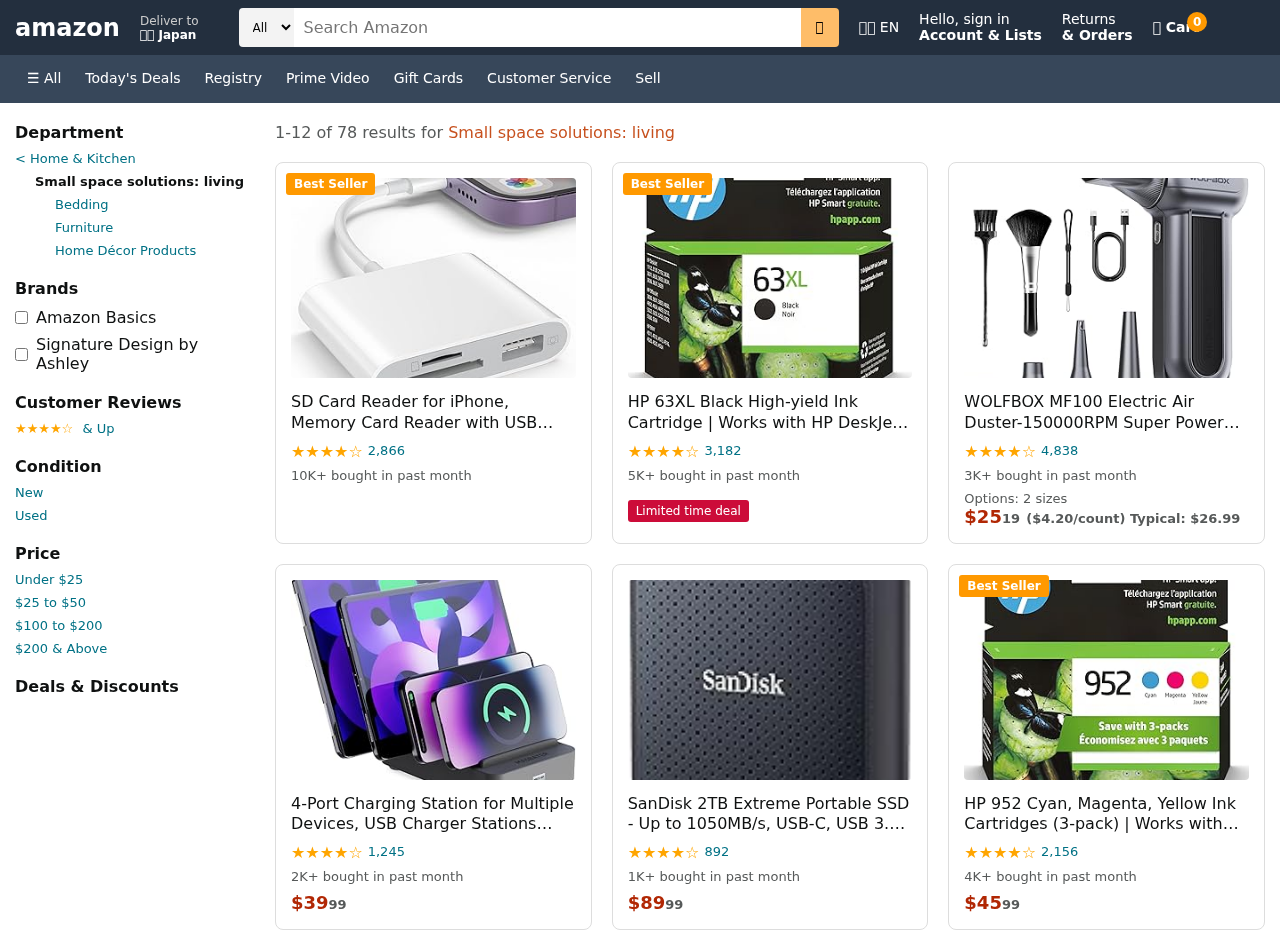 amazon
Deliver to
Japan
All
Search Amazon
EN
Hello, sign in
Account & Lists
Returns
& Orders
0
☰ All
Today's Deals
Registry
Prime Video
Gift Cards
Customer Service
Sell
Department
< Home & Kitchen
Small space solutions: living
Bedding
Furniture
Home Décor Products
Brands
Amazon Basics
Signature Design by
Ashley
Customer Reviews
★★★★☆ & Up
Condition
New
Used
Price
Under $25
$25 to $50
$100 to $200
$200 & Above
Deals & Discounts
1-12 of 78 results for Small space solutions: living
Best Seller
SD Card Reader for iPhone,
Memory Card Reader with USB...
★★★★☆ 2,866
10K+ bought in past month
Best Seller
hp
Téléchargez l'application
HP Smart gratuite.
hpapp.com
63XL
Black
Noir
HP 63XL Black High-yield Ink
Cartridge | Works with HP DeskJe...
★★★★☆ 3,182
5K+ bought in past month
Limited time deal
WOLFBOX
WOLFBOX MF100 Electric Air
Duster-150000RPM Super Power...
★★★★☆ 4,838
3K+ bought in past month
Options: 2 sizes
$2519 ($4.20/count) Typical: $26.99
4-Port Charging Station for Multiple
Devices, USB Charger Stations...
★★★★☆ 1,245
2K+ bought in past month
$3999
SanDisk
SanDisk 2TB Extreme Portable SSD
- Up to 1050MB/s, USB-C, USB 3....
★★★★☆ 892
1K+ bought in past month
$8999
Best Seller
Téléchargez l'application
HP Smart gratuite.
hpapp.com
952
Cyan
Magenta
Yellow
Jaune
Save with 3-packs
Économisez avec 3 paquets
HP 952 Cyan, Magenta, Yellow Ink
Cartridges (3-pack) | Works with...
★★★★☆ 2,156
4K+ bought in past month
$4599